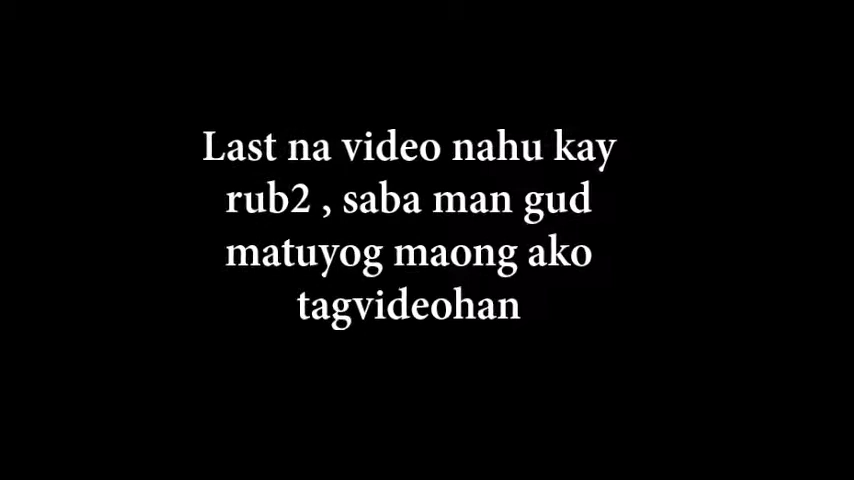 Last na video nahu kay
rub2 , saba man gud
matuyog maong ako
tagvideohan